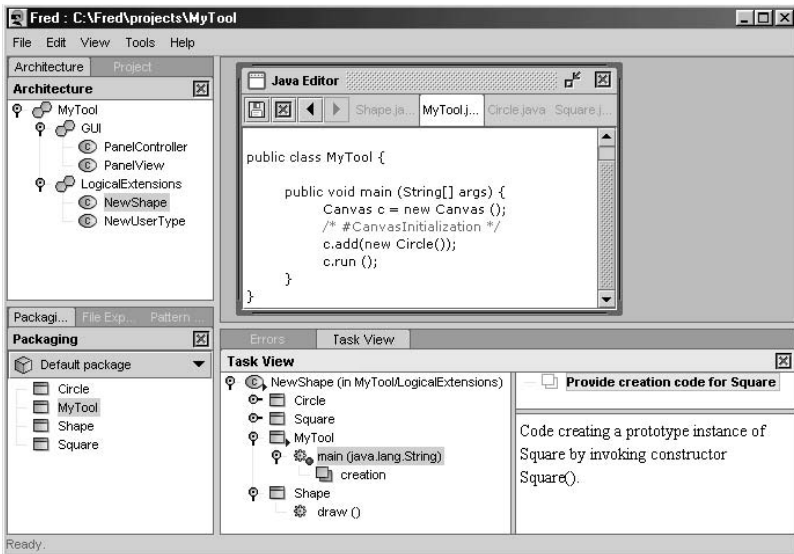 Fred : C:\Fred\projects\MyTool
File Edit View Tools Help
Architecture Project
Architecture
MyTool
GUI
PanelController
PanelView
LogicalExtensions
NewShape
NewUserType
Java Editor
Shape.ja... MyTool.j... Circle.java Square.j...
public class MyTool {
public void main (String[] args) {
Canvas c = new Canvas ();
/* #CanvasInitialization */
c.add(new Circle());
c.run ();
}
}
Packagi... File Exp... Pattern ...
Packaging
Default package
Circle
MyTool
Shape
Square
Errors Task View
Task View
NewShape (in MyTool/LogicalExtensions)
Circle
Square
MyTool
main (java.lang.String)
creation
Shape
draw ()
Provide creation code for Square
Code creating a prototype instance of
Square by invoking constructor
Square().
Ready.